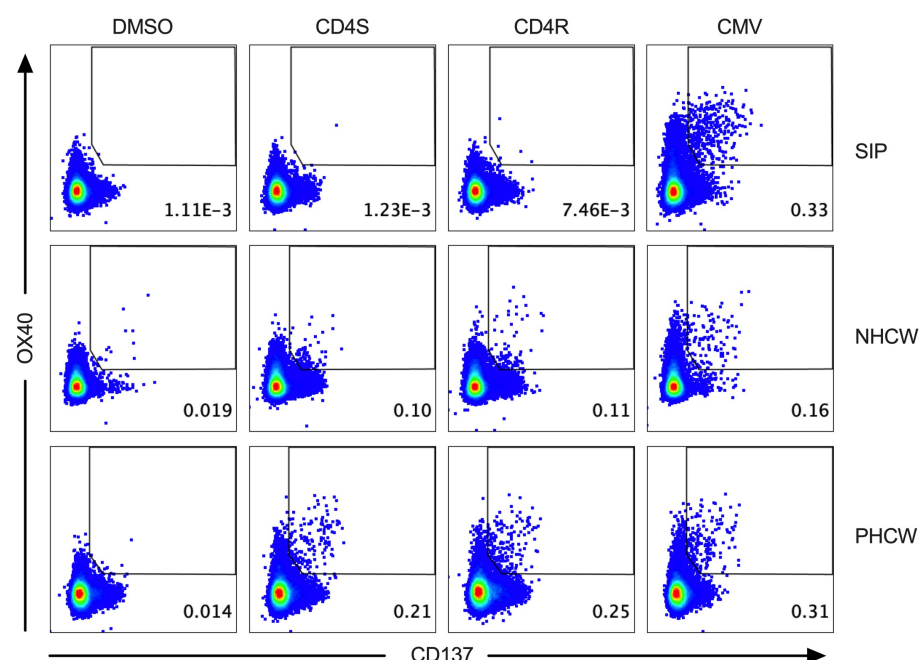 DMSO CD4S CD4R CMV
1.11E-3 1.23E-3 7.46E-3 0.33 SIP
OX40
0.019 0.10 0.11 0.16 NHCW
0.014 0.21 0.25 0.31 PHCW
CD137